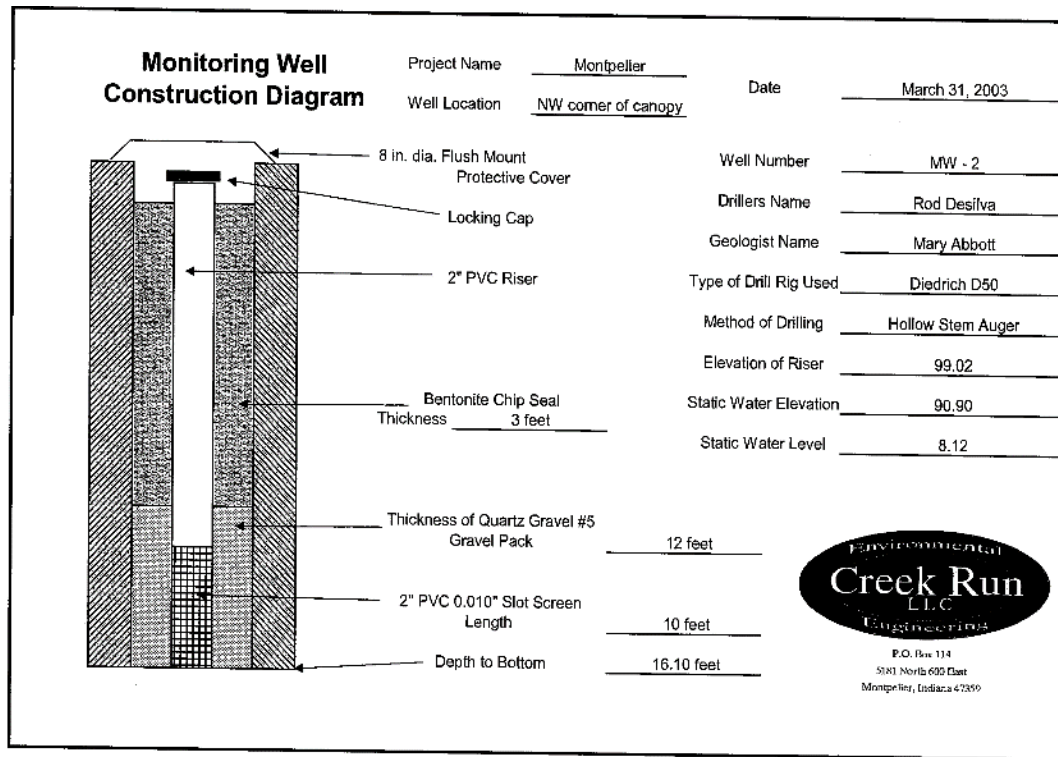 Monitoring Well
Construction Diagram
Project Name Montpelier
Well Location NW corner of canopy
Date March 31, 2003
8 in. dia. Flush Mount
Protective Cover
Locking Cap
2" PVC Riser
Bentonite Chip Seal
Thickness 3 feet
Thickness of Quartz Gravel #5
Gravel Pack 12 feet
2" PVC 0.010" Slot Screen
Length 10 feet
Depth to Bottom 16.10 feet
Well Number MW - 2
Drillers Name Rod Desilva
Geologist Name Mary Abbott
Type of Drill Rig Used Diedrich D50
Method of Drilling Hollow Stem Auger
Elevation of Riser 99.02
Static Water Elevation 90.90
Static Water Level 8.12
Environmental
Creek Run
LLC
Engineering
P.O. Box 114
5181 North 600 East
Montpelier, Indiana 47359